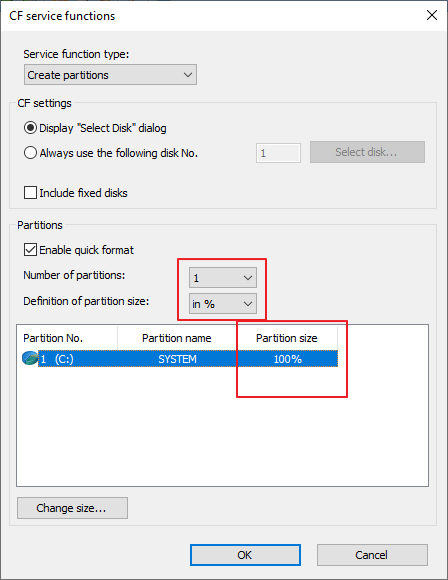 CF service functions
Service function type:
Create partitions
CF settings
Display "Select Disk" dialog
Always use the following disk No.
1
Select disk...
Include fixed disks
Partitions
Enable quick format
Number of partitions:
1
Definition of partition size:
in %
Partition No. Partition name Partition size
1 (C:) SYSTEM 100%
Change size...
OK
Cancel